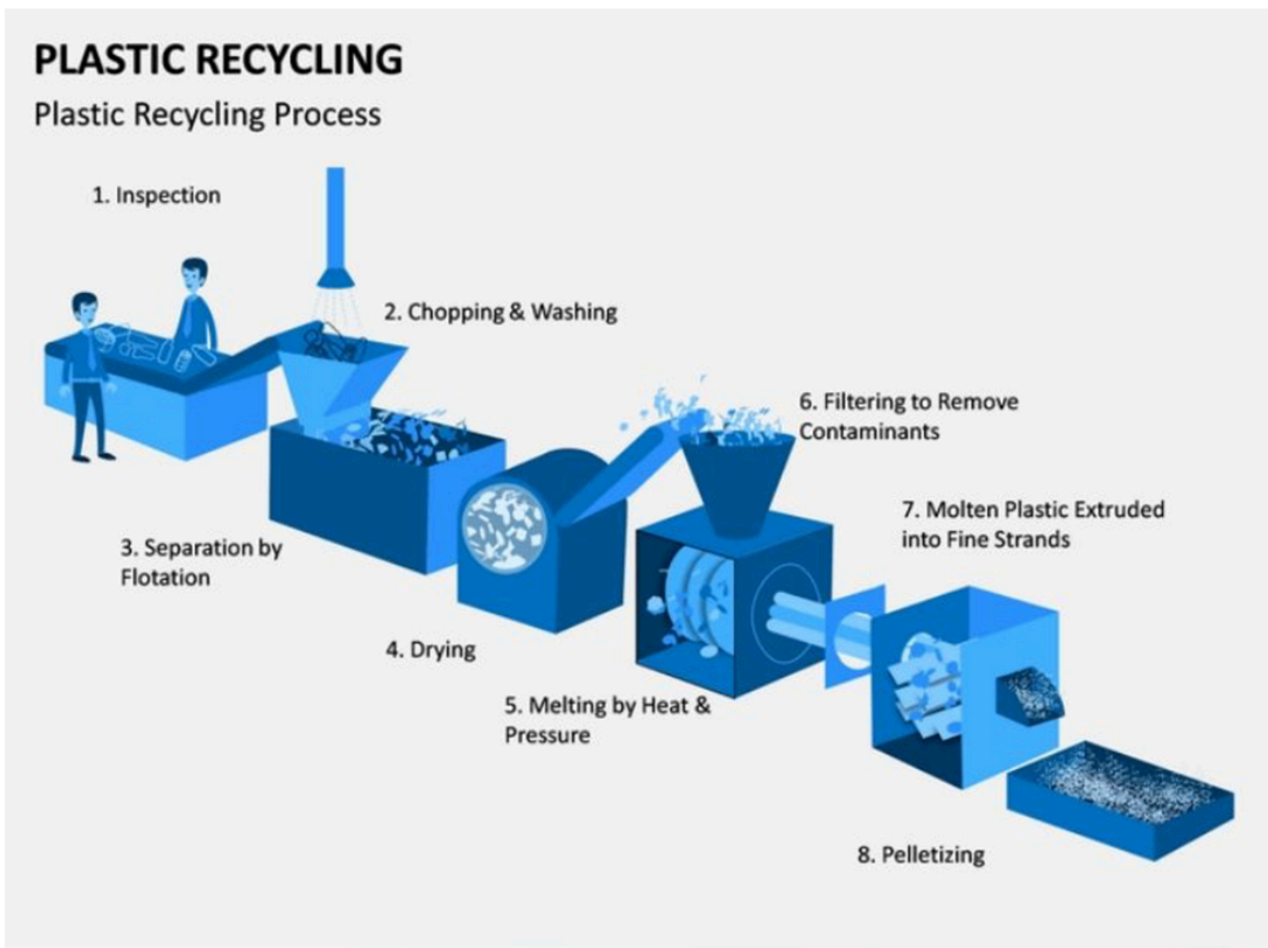 PLASTIC RECYCLING
Plastic Recycling Process
1. Inspection
2. Chopping & Washing
3. Separation by
Flotation
4. Drying
5. Melting by Heat &
Pressure
6. Filtering to Remove
Contaminants
7. Molten Plastic Extruded
into Fine Strands
8. Pelletizing